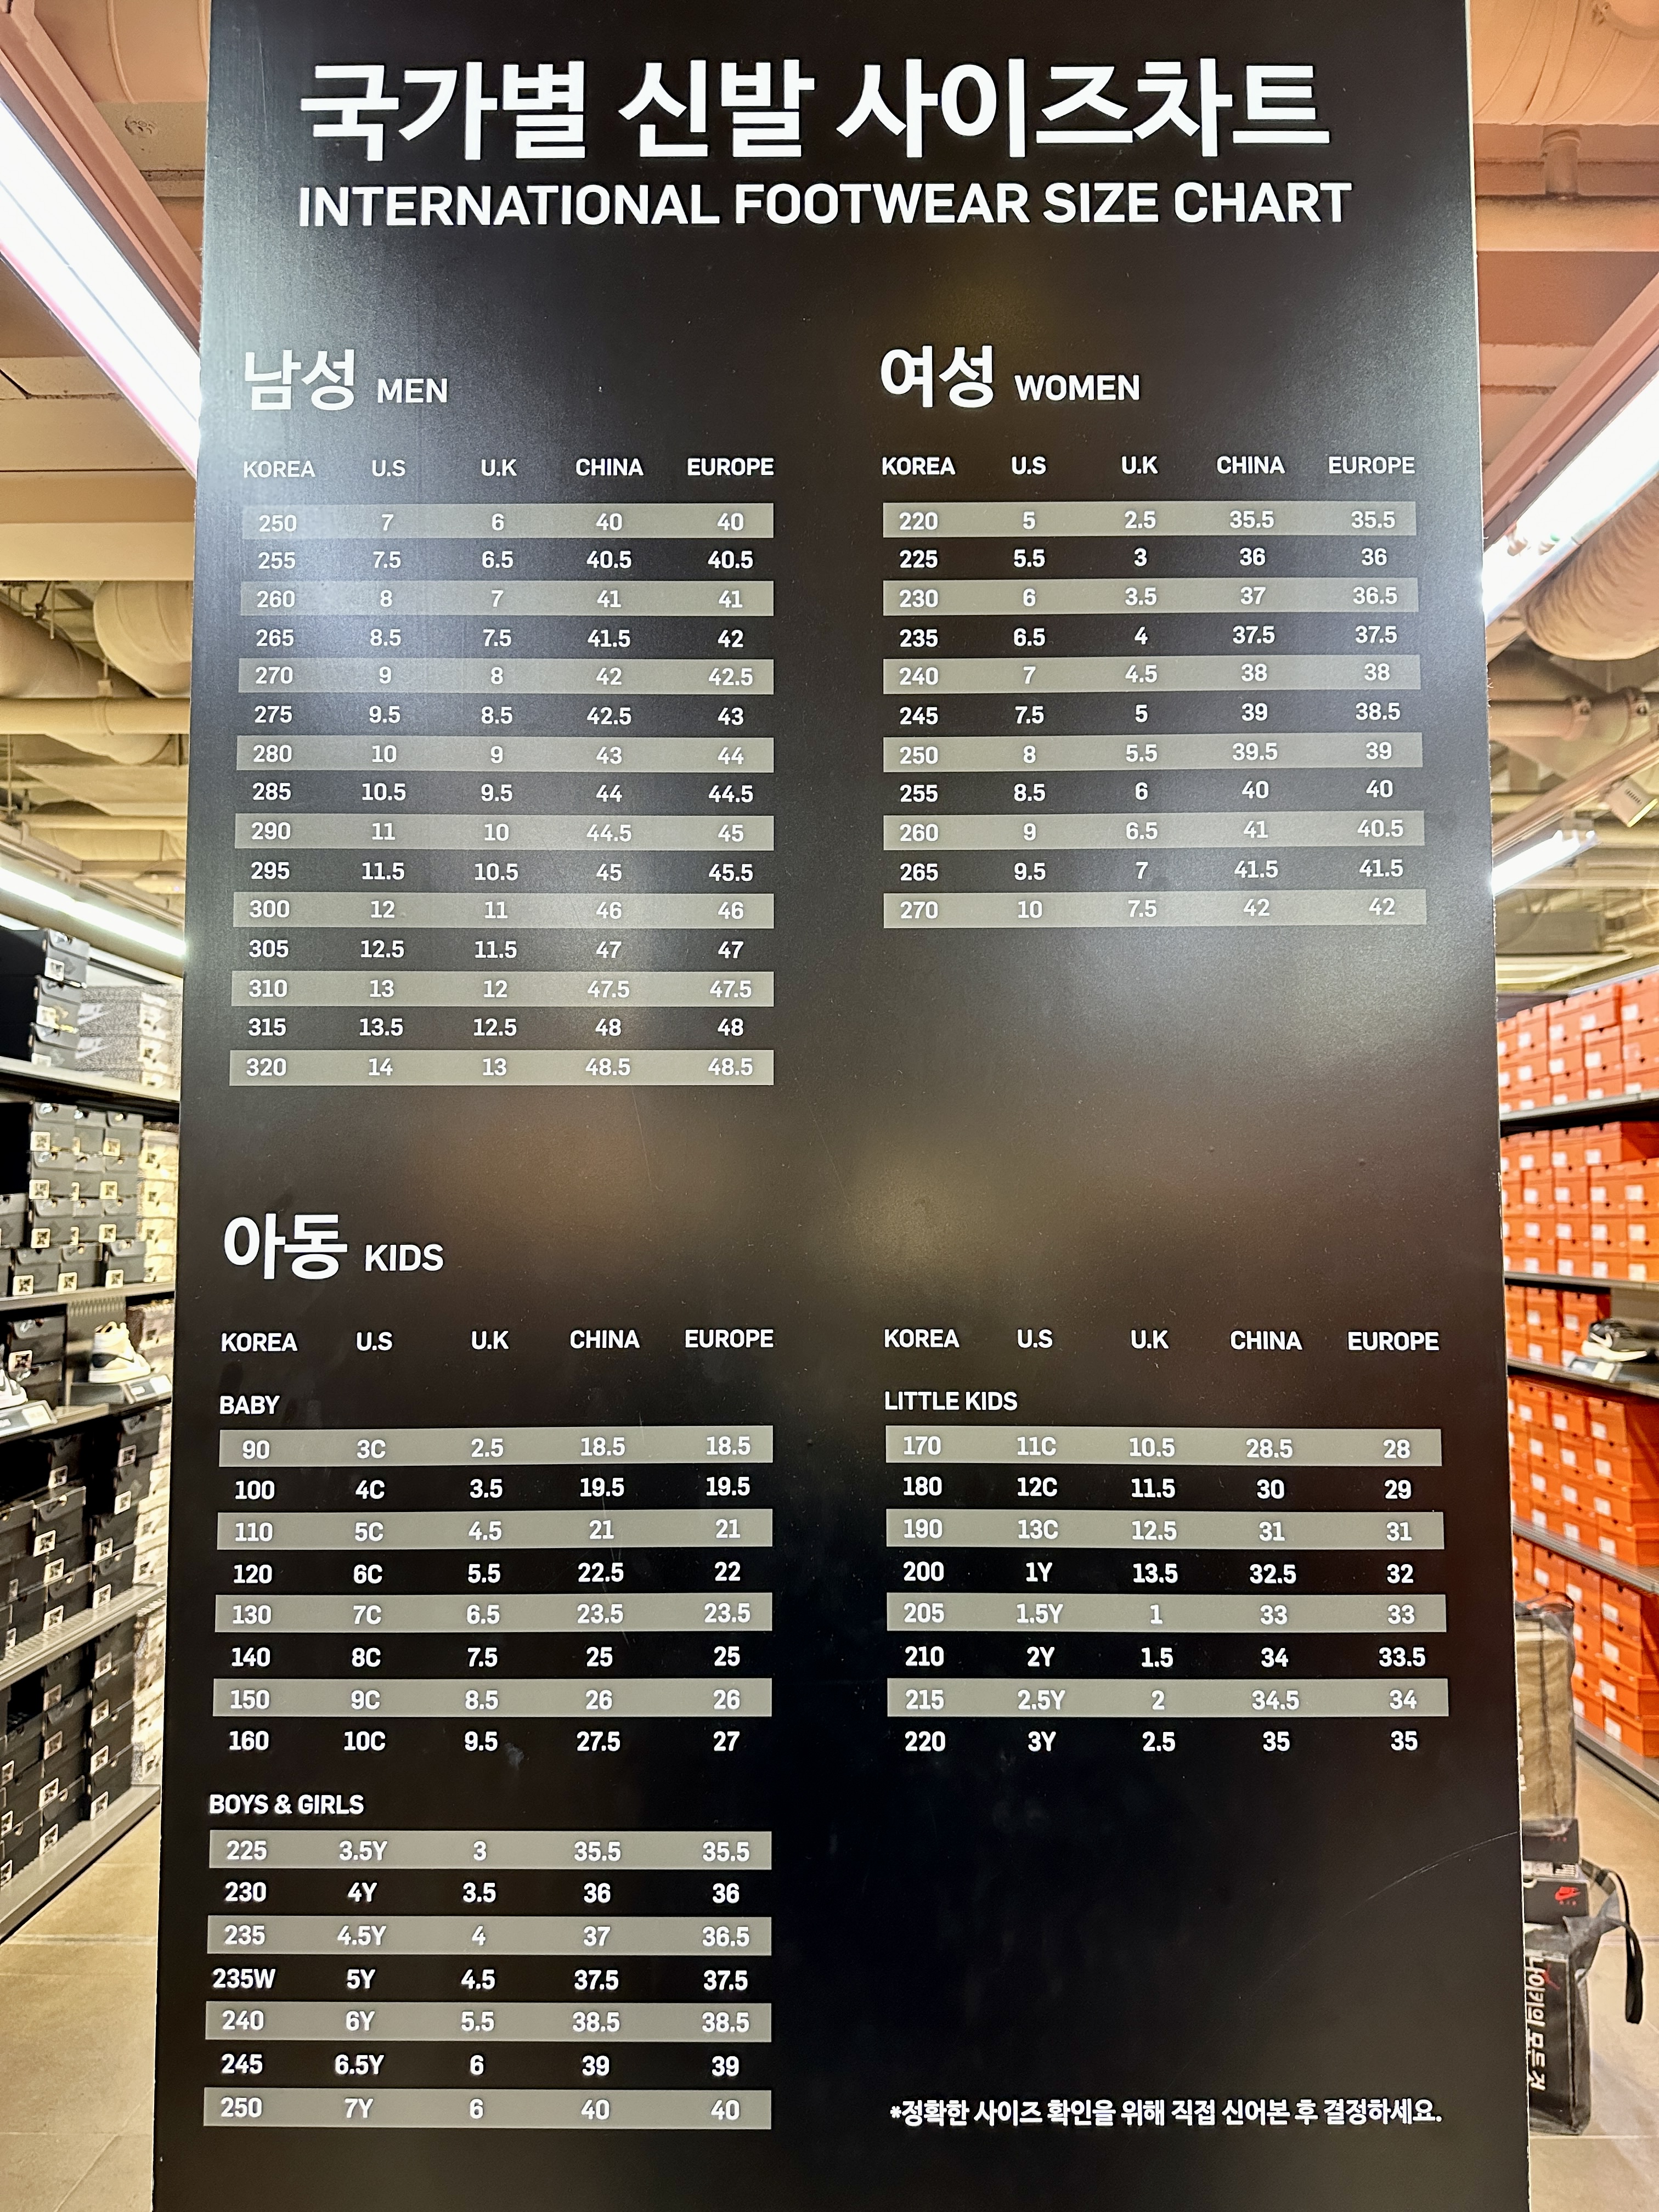 국가별 신발 사이즈차트
INTERNATIONAL FOOTWEAR SIZE CHART
남성 MEN
KOREA U.S U.K CHINA EUROPE
250 7 6 40 40
255 7.5 6.5 40.5 40.5
260 8 7 41 41
265 8.5 7.5 41.5 42
270 9 8 42 42.5
275 9.5 8.5 42.5 43
280 10 9 43 44
285 10.5 9.5 44 44.5
290 11 10 44.5 45
295 11.5 10.5 45 45.5
300 12 11 46 46
305 12.5 11.5 47 47
310 13 12 47.5 47.5
315 13.5 12.5 48 48
320 14 13 48.5 48.5
여성 WOMEN
KOREA U.S U.K CHINA EUROPE
220 5 2.5 35.5 35.5
225 5.5 3 36 36
230 6 3.5 37 36.5
235 6.5 4 37.5 37.5
240 7 4.5 38 38
245 7.5 5 39 38.5
250 8 5.5 39.5 39
255 8.5 6 40 40
260 9 6.5 41 40.5
265 9.5 7 41.5 41.5
270 10 7.5 42 42
아동 KIDS
KOREA U.S U.K CHINA EUROPE
BABY
90 3C 2.5 18.5 18.5
100 4C 3.5 19.5 19.5
110 5C 4.5 21 21
120 6C 5.5 22.5 22
130 7C 6.5 23.5 23.5
140 8C 7.5 25 25
150 9C 8.5 26 26
160 10C 9.5 27.5 27
BOYS & GIRLS
225 3.5Y 3 35.5 35.5
230 4Y 3.5 36 36
235 4.5Y 4 37 36.5
235W 5Y 4.5 37.5 37.5
240 6Y 5.5 38.5 38.5
245 6.5Y 6 39 39
250 7Y 6 40 40
KOREA U.S U.K CHINA EUROPE
LITTLE KIDS
170 11C 10.5 28.5 28
180 12C 11.5 30 29
190 13C 12.5 31 31
200 1Y 13.5 32.5 32
205 1.5Y 1 33 33
210 2Y 1.5 34 33.5
215 2.5Y 2 34.5 34
220 3Y 2.5 35 35
*정확한 사이즈 확인을 위해 직접 신어본 후 결정하세요.
나이키의 모든 것